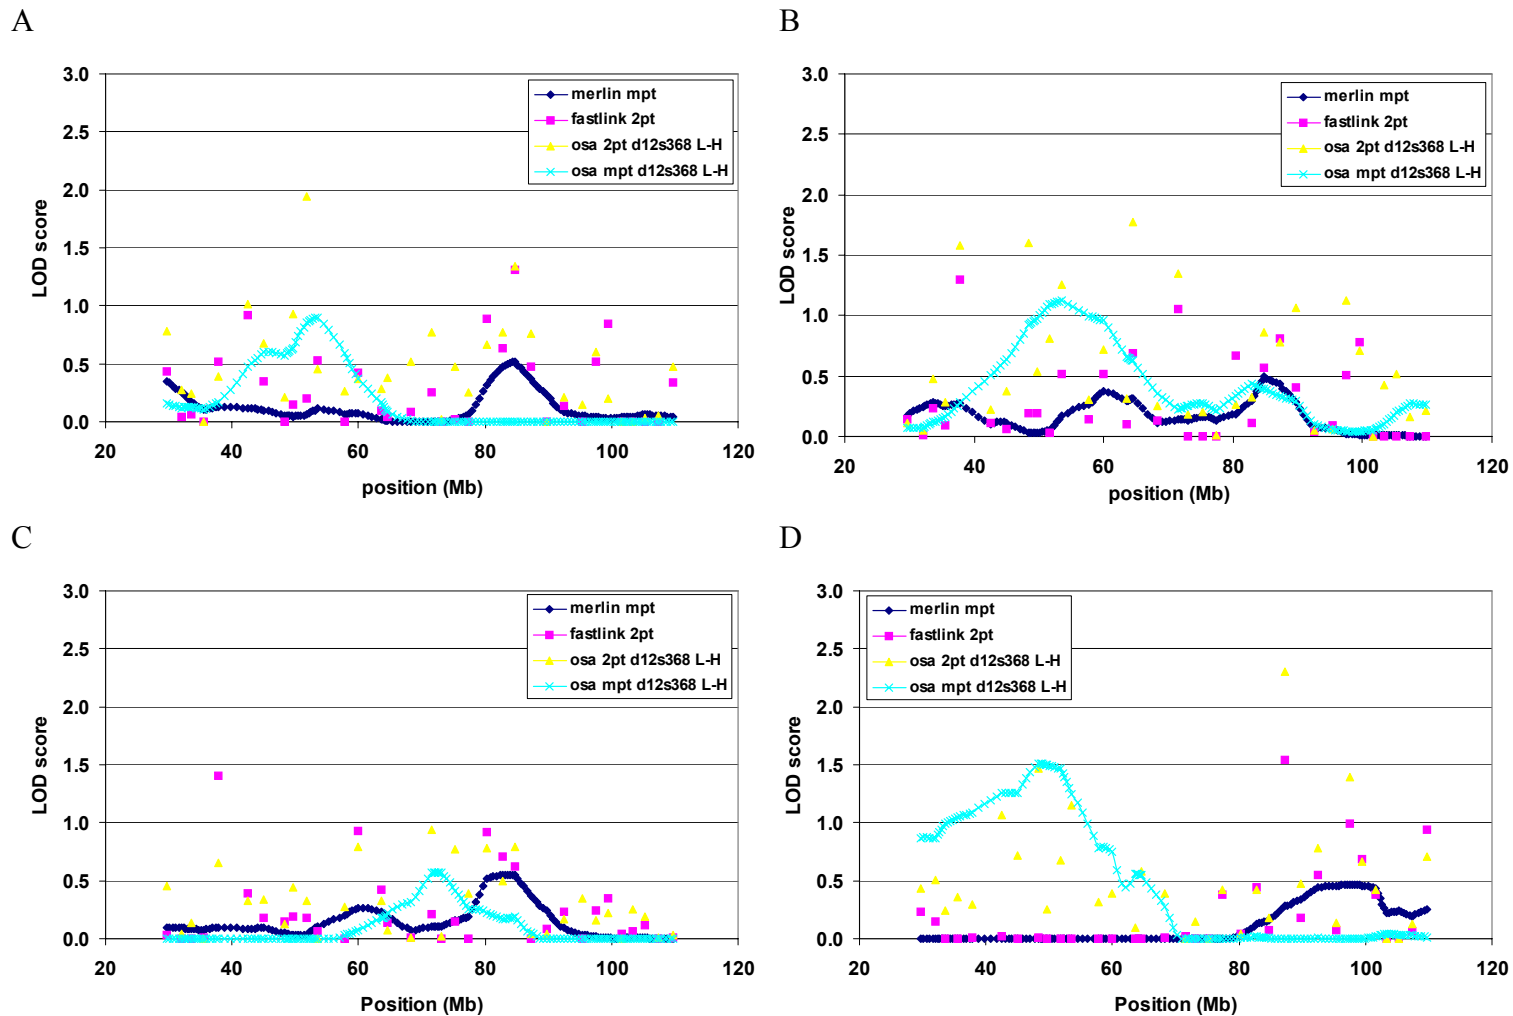 A
3.0
2.5
2.0
1.5
1.0
0.5
0.0
LOD score
20 40 60 80 100 120
position (Mb)
merlin mpt
fastlink 2pt
osa 2pt d12s368 L-H
osa mpt d12s368 L-H
B
3.0
2.5
2.0
1.5
1.0
0.5
0.0
LOD score
20 40 60 80 100 120
position (Mb)
merlin mpt
fastlink 2pt
osa 2pt d12s368 L-H
osa mpt d12s368 L-H
C
3.0
2.5
2.0
1.5
1.0
0.5
0.0
LOD score
20 40 60 80 100 120
Position (Mb)
merlin mpt
fastlink 2pt
osa 2pt d12s368 L-H
osa mpt d12s368 L-H
D
3.0
2.5
2.0
1.5
1.0
0.5
0.0
LOD score
20 40 60 80 100 120
Position (Mb)
merlin mpt
fastlink 2pt
osa 2pt d12s368 L-H
osa mpt d12s368 L-H